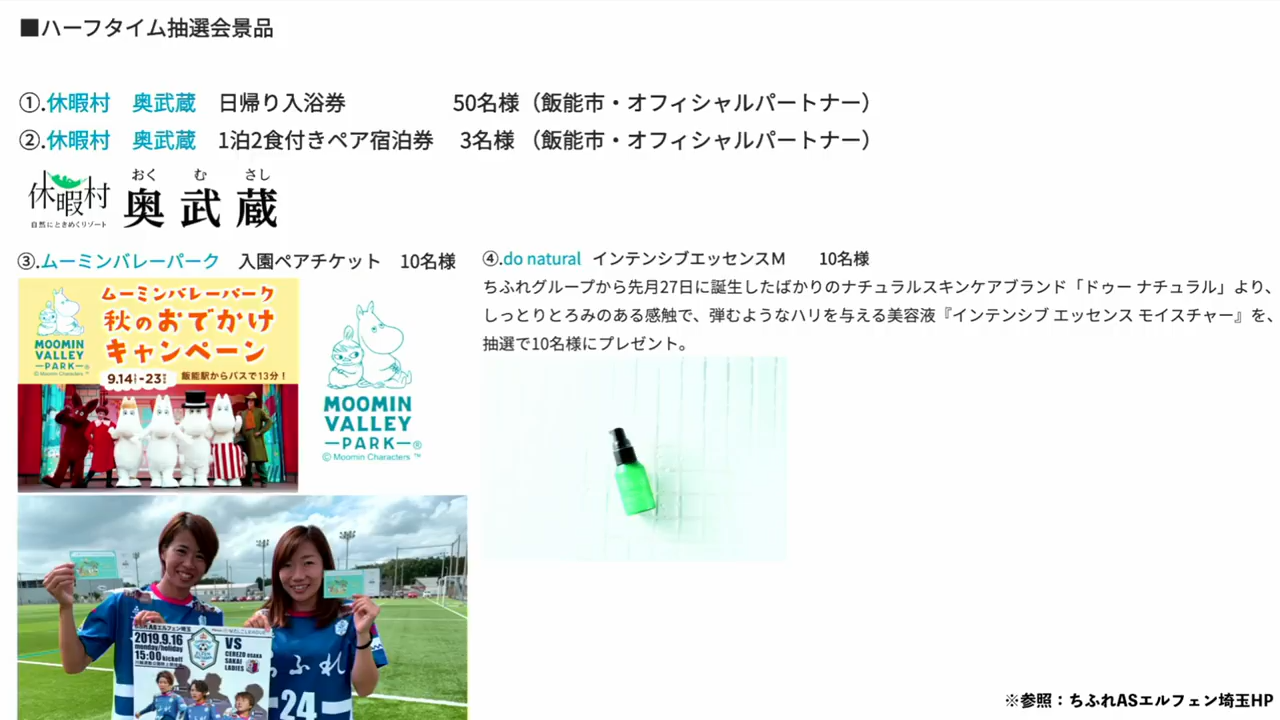 ■ハーフタイム抽選会景品
①.休暇村　奥武蔵　日帰り入浴券　50名様（飯能市・オフィシャルパートナー）
②.休暇村　奥武蔵　1泊2食付きペア宿泊券　3名様（飯能市・オフィシャルパートナー）
休暇村
自然にときめくリゾート
おく む さし
奥武蔵
③.ムーミンバレーパーク　入園ペアチケット　10名様
ムーミンバレーパーク
秋のおでかけ
キャンペーン
MOOMIN
VALLEY
PARK
© Moomin Characters ™
9.14-23
飯能駅からバスで13分！
MOOMIN
VALLEY
PARK®
© Moomin Characters ™
④.do natural　インテンシブエッセンスM　10名様
ちふれグループから先月27日に誕生したばかりのナチュラルスキンケアブランド「ドゥー ナチュラル」より、
しっとりとろみのある感触で、弾むようなハリを与える美容液『インテンシブ エッセンス モイスチャー』を、
抽選で10名様にプレゼント。
ASエルフェン埼玉
2019.9.16
monday/holiday
15:00 kickoff
VS
CEREZO OSAKA
SAKAI
LADIES
ちふれ
24
※参照：ちふれASエルフェン埼玉HP